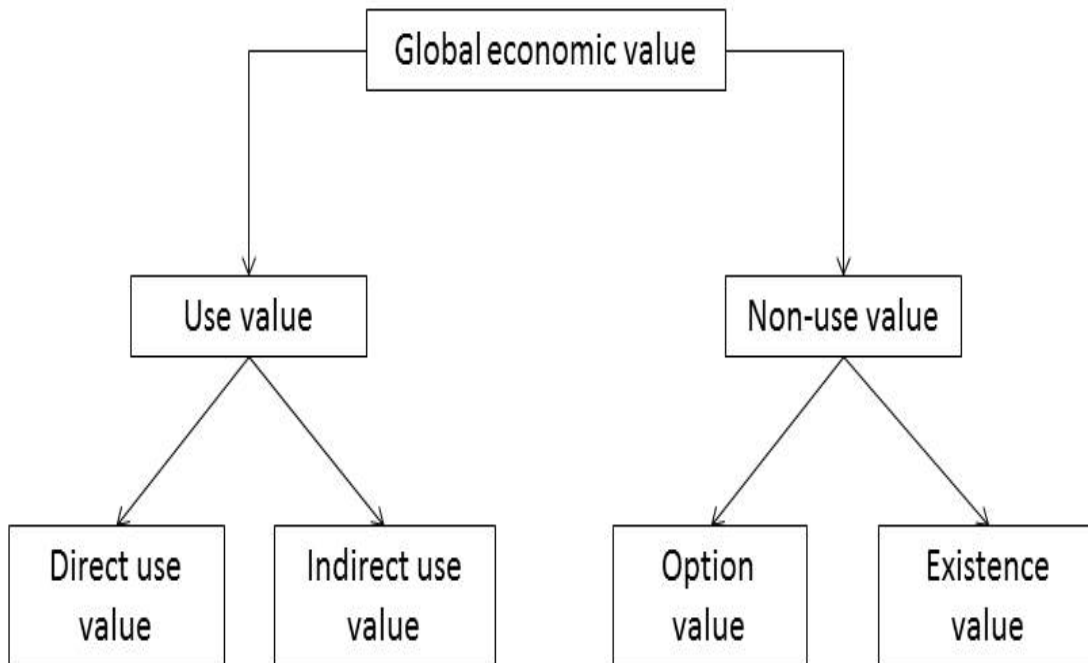 Global economic value
Use value
Non-use value
Direct use
value
Indirect use
value
Option
value
Existence
value